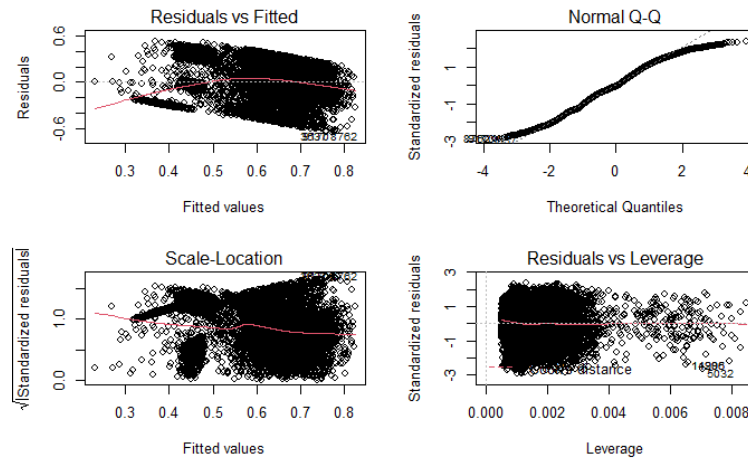 Residuals vs Fitted
Residuals
0.6
0.0
-0.6
0.3 0.4 0.5 0.6 0.7 0.8
Fitted values
Normal Q-Q
Standardized residuals
1
-1
-3
-4 -2 0 2 4
Theoretical Quantiles
Scale-Location
√|Standardized residuals|
1.0
0.0
0.3 0.4 0.5 0.6 0.7 0.8
Fitted values
Residuals vs Leverage
Standardized residuals
3
1
-1
-3
distance
5032
0.000 0.002 0.004 0.006 0.008
Leverage